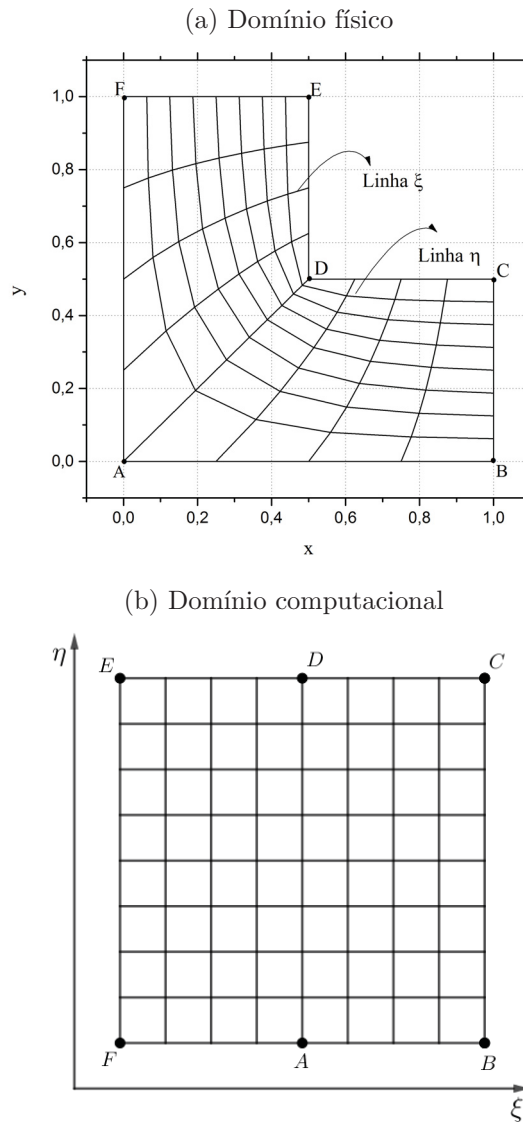 (a) Domínio físico
F
E
1,0
0,8
Linha ξ
0,6
D
Linha η
C
y
0,4
0,2
0,0
A
B
0,0 0,2 0,4 0,6 0,8 1,0
x
(b) Domínio computacional
η
E
D
C
F
A
B
ξ